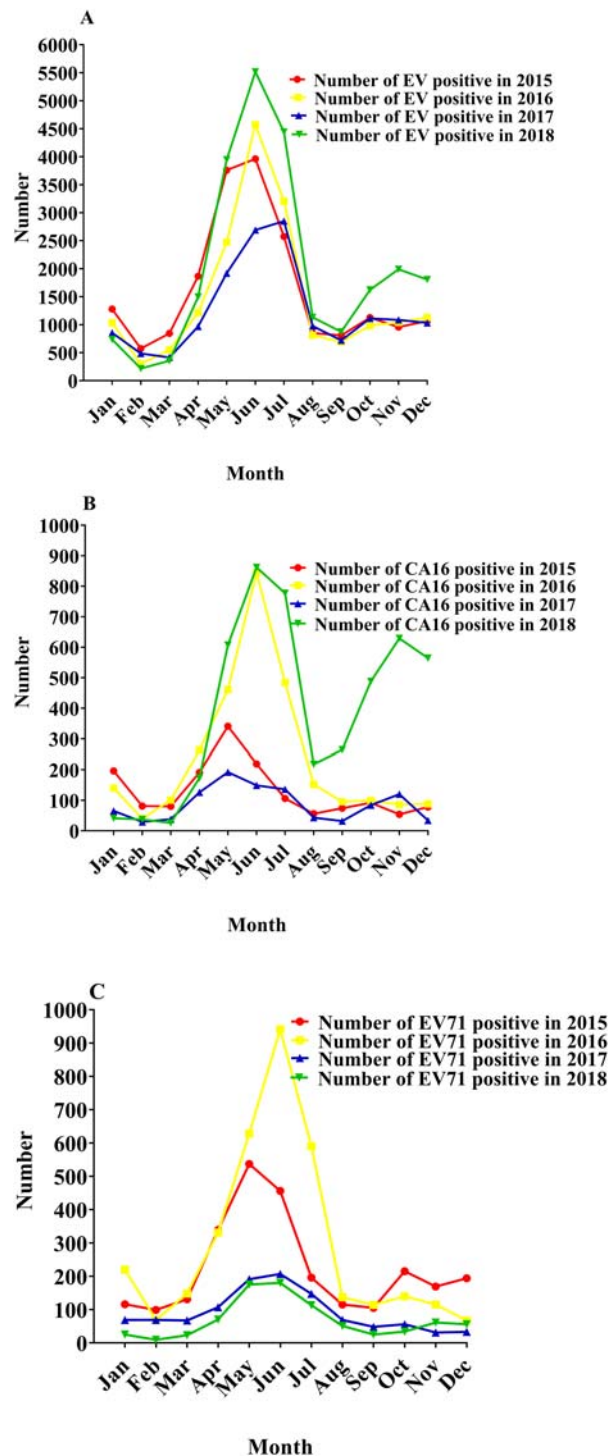 A
6000
5500
5000
4500
4000
3500
3000
2500
2000
1500
1000
500
0
Number
Number of EV positive in 2015
Number of EV positive in 2016
Number of EV positive in 2017
Number of EV positive in 2018
Jan Feb Mar Apr May Jun Jul Aug Sep Oct Nov Dec
Month
B
1000
900
800
700
600
500
400
300
200
100
0
Number
Number of CA16 positive in 2015
Number of CA16 positive in 2016
Number of CA16 positive in 2017
Number of CA16 positive in 2018
Jan Feb Mar Apr May Jun Jul Aug Sep Oct Nov Dec
Month
C
1000
900
800
700
600
500
400
300
200
100
0
Number
Number of EV71 positive in 2015
Number of EV71 positive in 2016
Number of EV71 positive in 2017
Number of EV71 positive in 2018
Jan Feb Mar Apr May Jun Jul Aug Sep Oct Nov Dec
Month